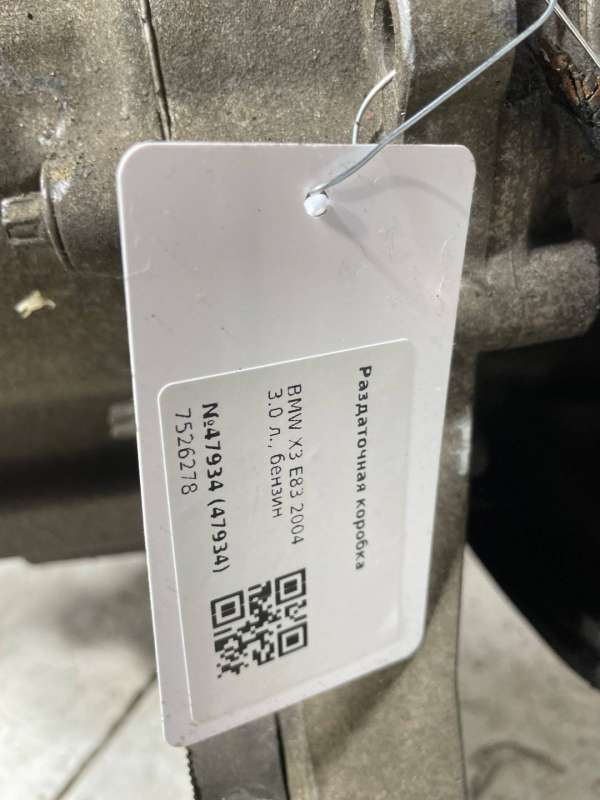 Раздаточная коробка
BMW X3 E83 2004
3.0 л., бензин
№47934 (47934)
7526278